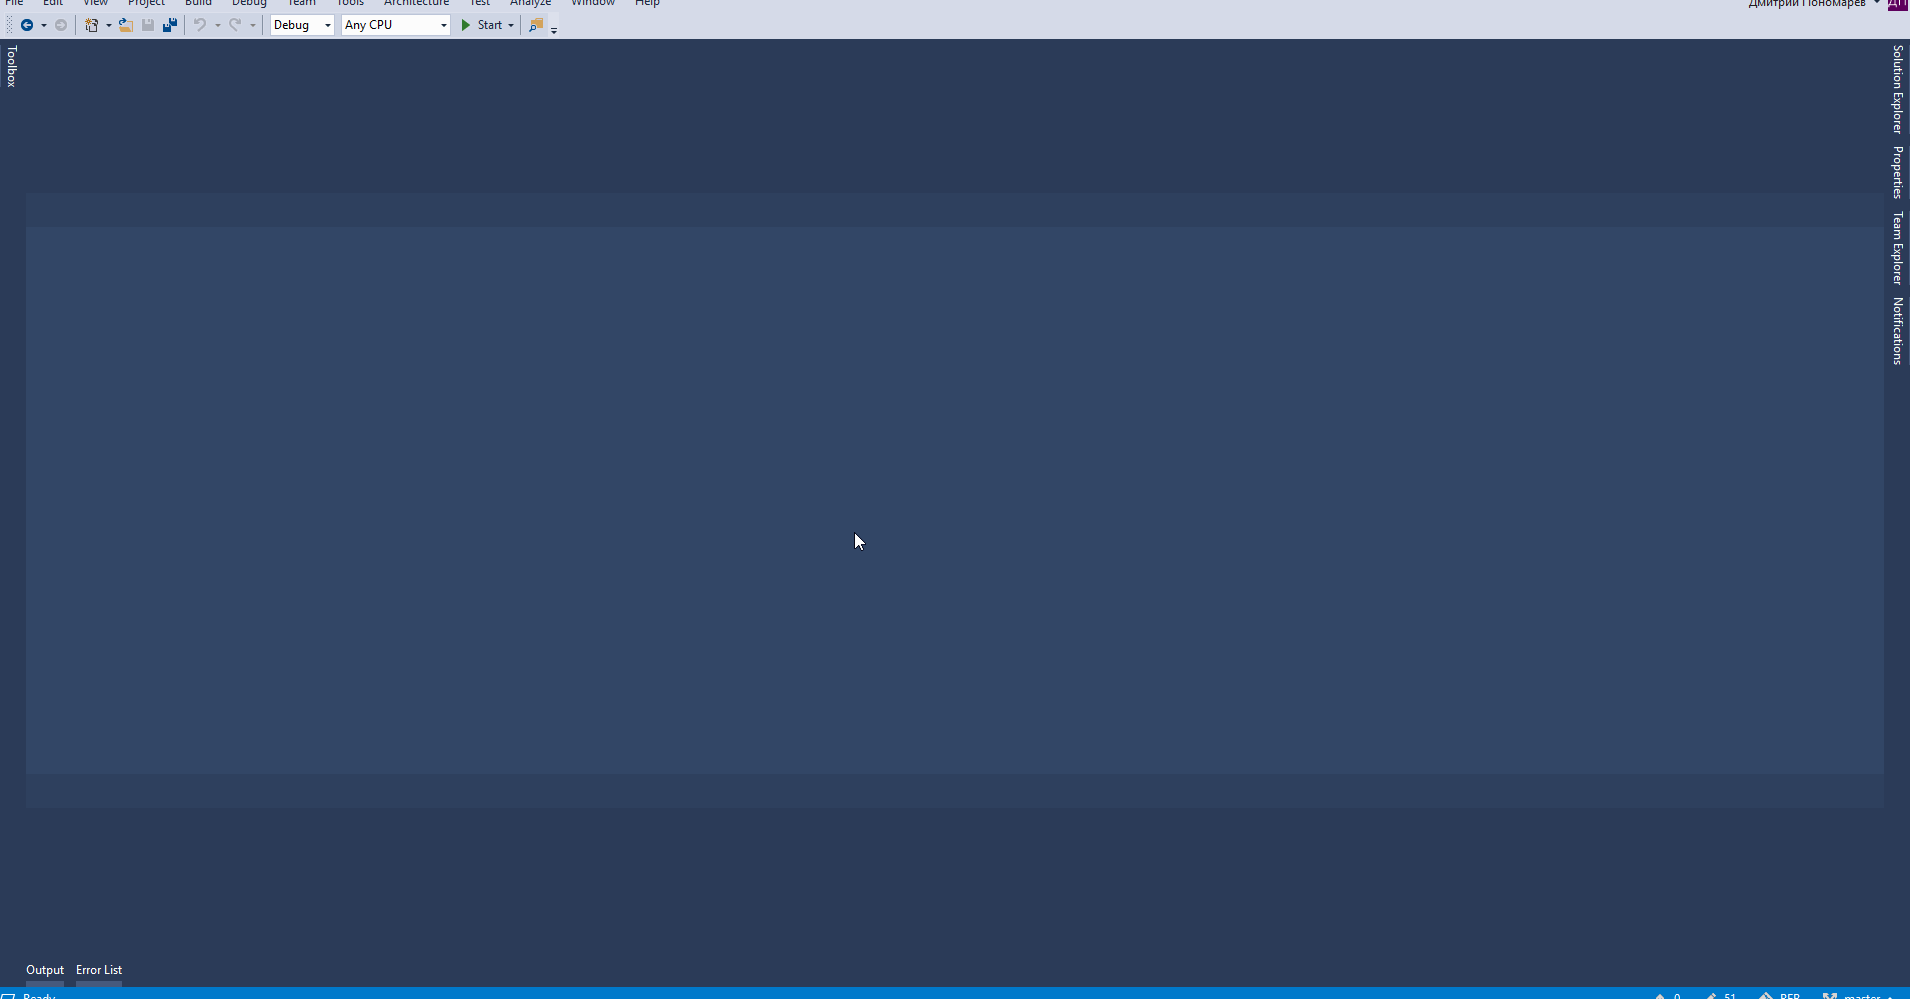 File Edit View Project Build Debug Team Tools Architecture Test Analyze Window Help
Дмитрий Пономарев
ДП
Debug Any CPU Start
Toolbox
Solution Explorer
Properties
Team Explorer
Notifications
Output Error List
Ready 0 51 master